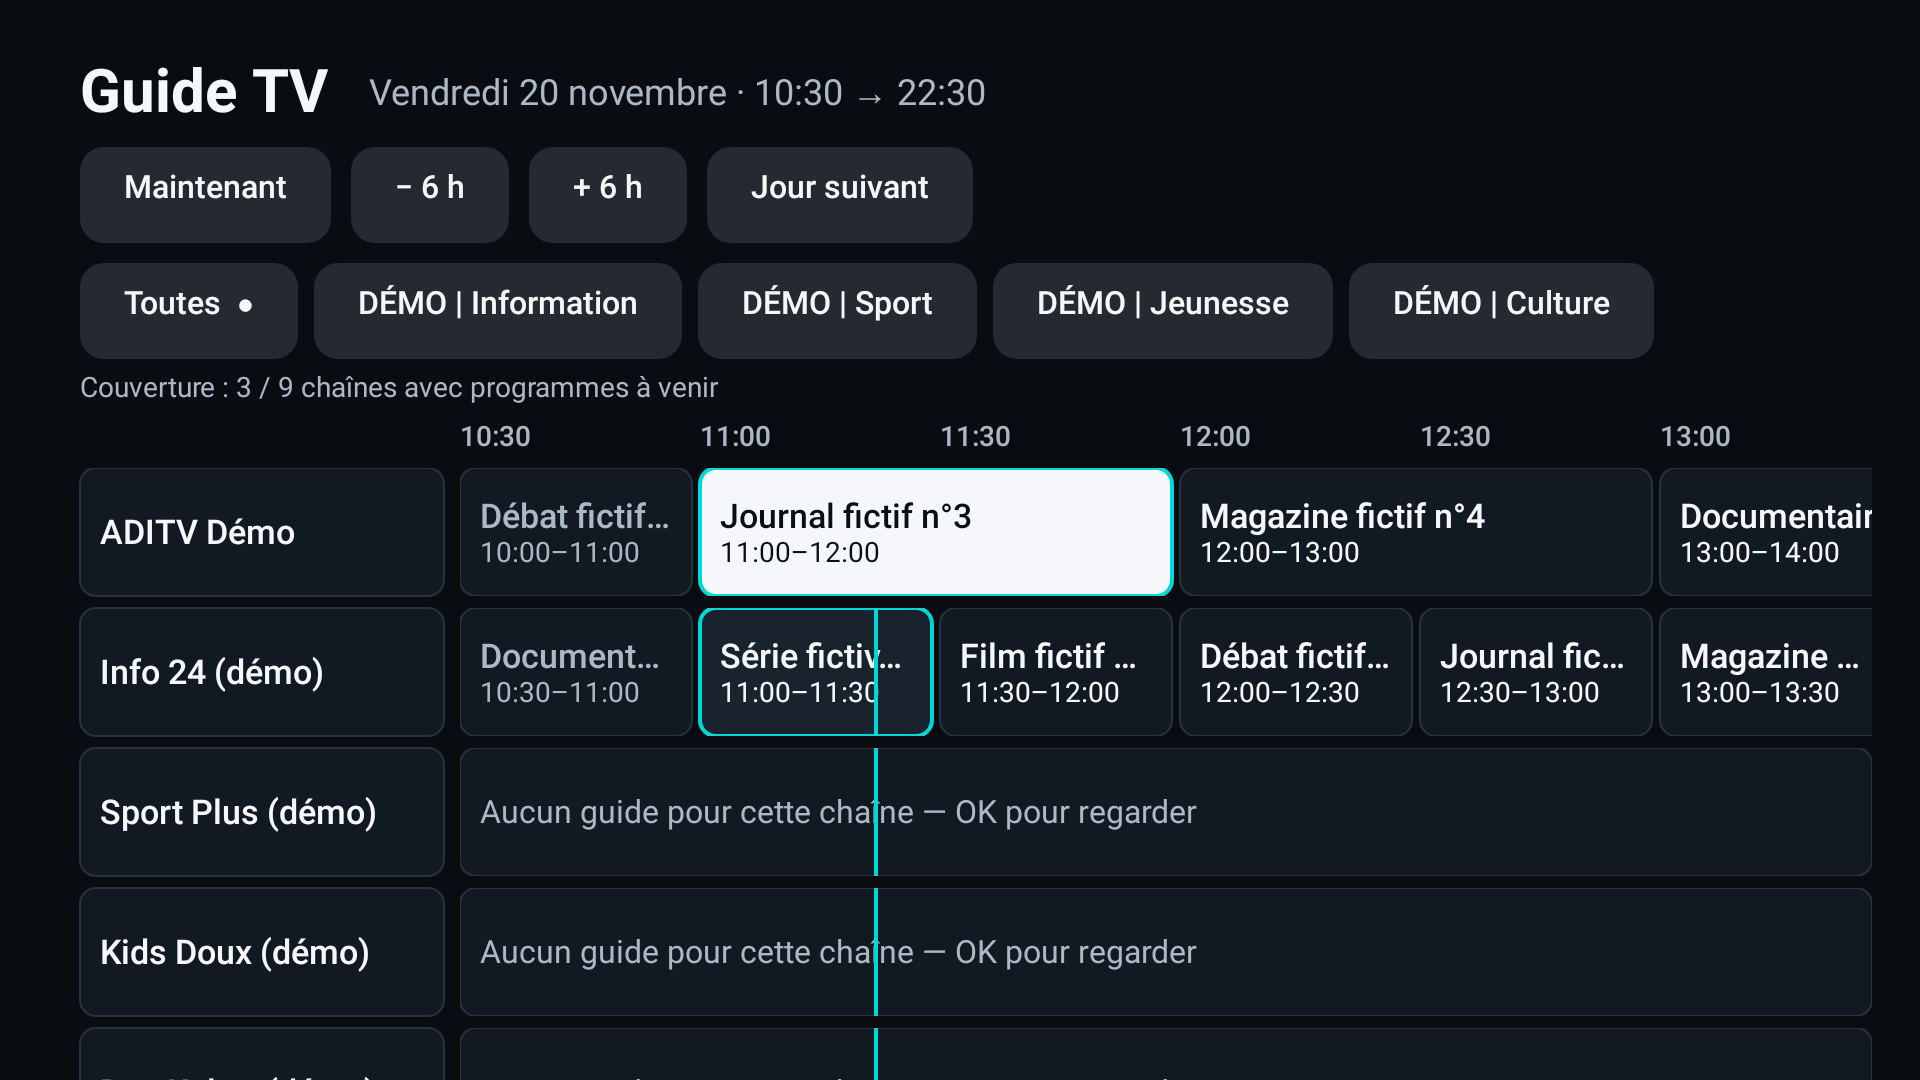 Guide TV
Vendredi 20 novembre · 10:30 → 22:30
Maintenant
− 6 h
+ 6 h
Jour suivant
Toutes ●
DÉMO | Information
DÉMO | Sport
DÉMO | Jeunesse
DÉMO | Culture
Couverture : 3 / 9 chaînes avec programmes à venir
10:30
11:00
11:30
12:00
12:30
13:00
ADITV Démo
Débat fictif…
10:00–11:00
Journal fictif n°3
11:00–12:00
Magazine fictif n°4
12:00–13:00
Documentair
13:00–14:00
Info 24 (démo)
Document…
10:30–11:00
Série fictiv…
11:00–11:30
Film fictif …
11:30–12:00
Débat fictif…
12:00–12:30
Journal fic…
12:30–13:00
Magazine …
13:00–13:30
Sport Plus (démo)
Aucun guide pour cette chaîne — OK pour regarder
Kids Doux (démo)
Aucun guide pour cette chaîne — OK pour regarder